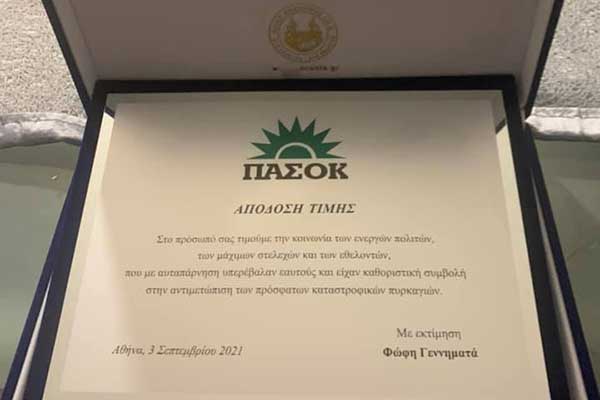 ΠΑΣΟΚ
ΑΠΟΔΟΣΗ ΤΙΜΗΣ
Στο πρόσωπό σας τιμούμε την κοινωνία των ενεργών πολιτών,
των μάχιμων στελεχών και των εθελοντών,
που με αυταπάρνηση υπερέβαλαν εαυτούς και είχαν καθοριστική συμβολή
στην αντιμετώπιση των πρόσφατων καταστροφικών πυρκαγιών.
Με εκτίμηση
Αθήνα, 3 Σεπτεμβρίου 2021 Φώφη Γεννηματά